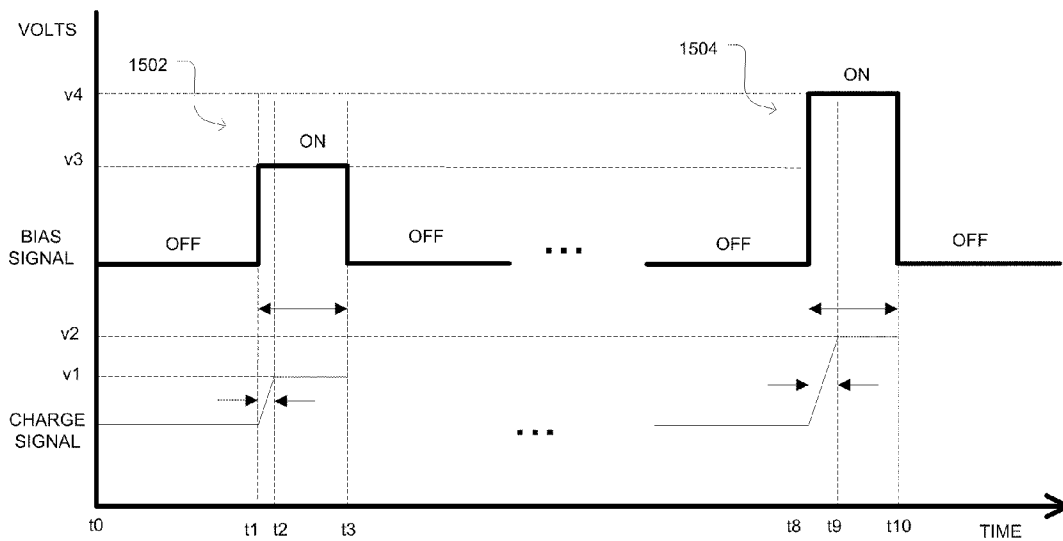 VOLTS
1502
1504
ON
v4
ON
v3
BIAS
SIGNAL
OFF
OFF
...
OFF
OFF
v2
v1
CHARGE
SIGNAL
...
t0
t1
t2
t3
t8
t9
t10
TIME